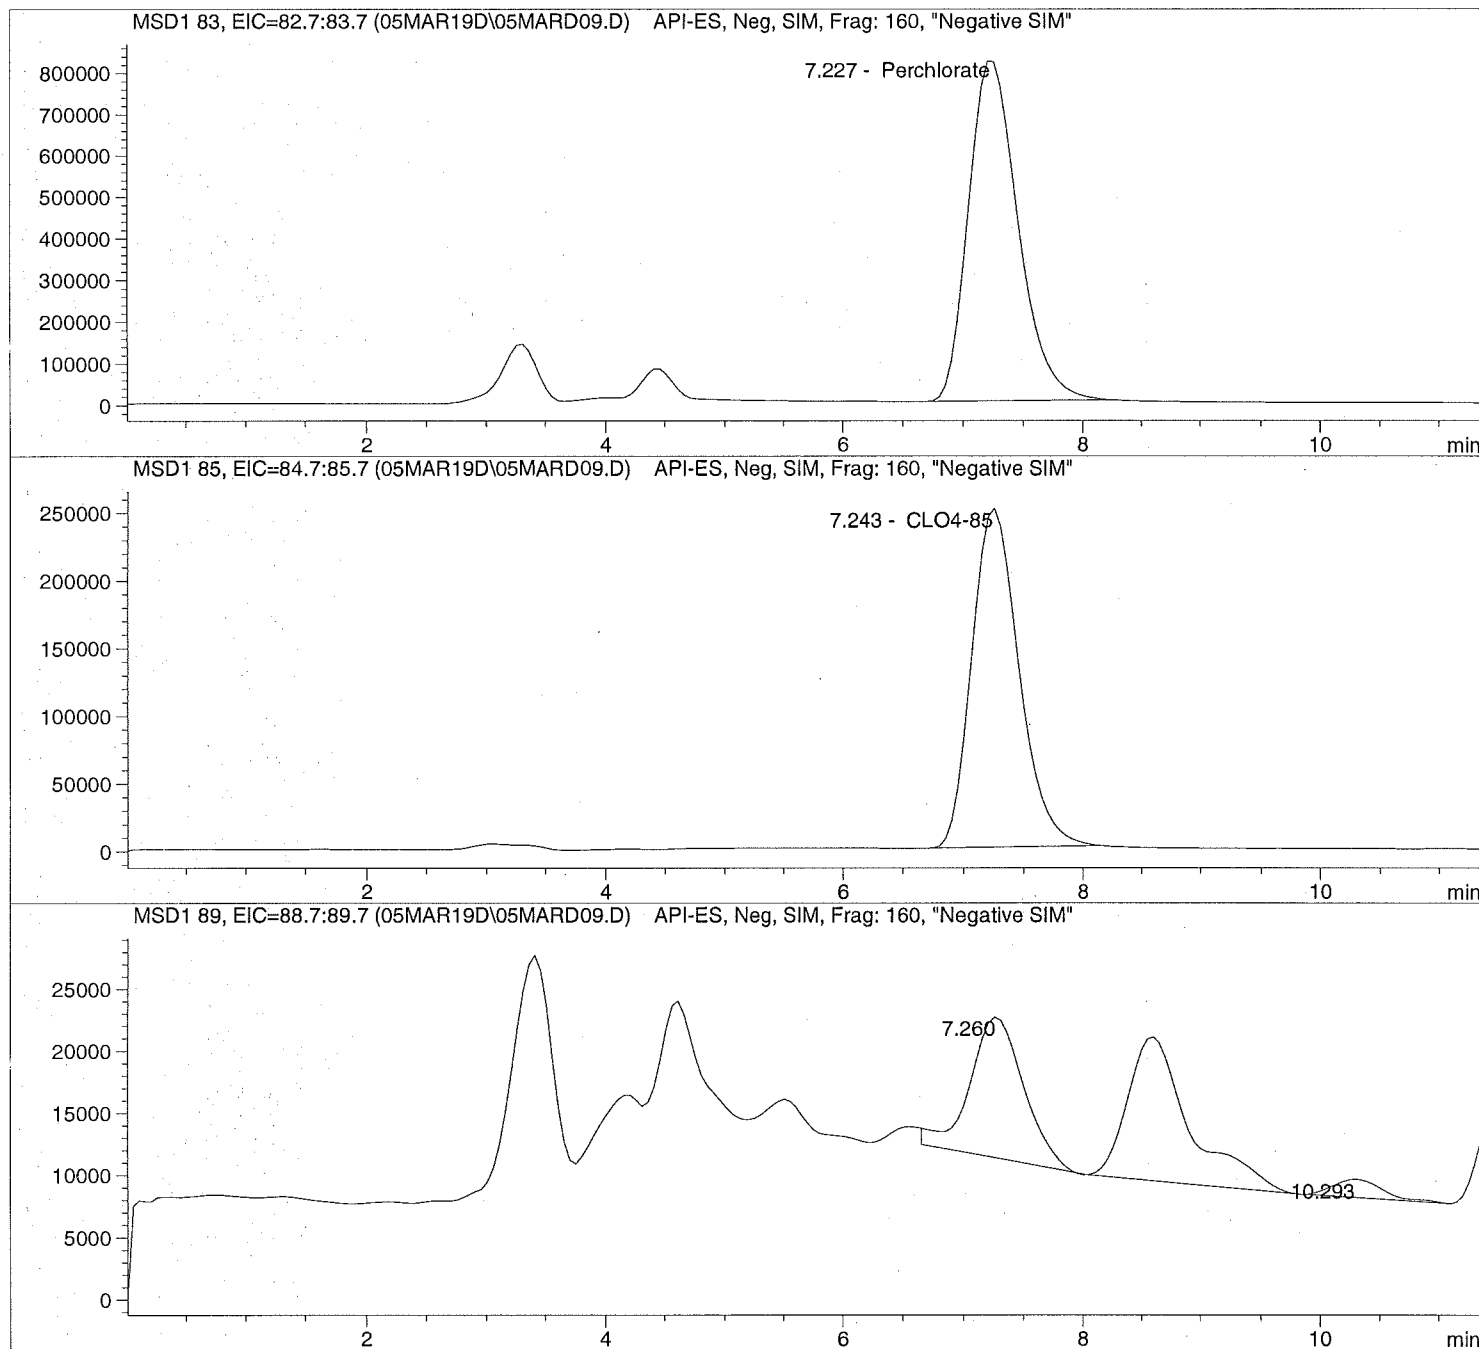 MSD1 83, EIC=82.7:83.7 (05MAR19D\05MARD09.D) API-ES, Neg, SIM, Frag: 160, "Negative SIM"
7.227 - Perchlorate
800000
700000
600000
500000
400000
300000
200000
100000
0
2 4 6 8 10 min
MSD1 85, EIC=84.7:85.7 (05MAR19D\05MARD09.D) API-ES, Neg, SIM, Frag: 160, "Negative SIM"
7.243 - CLO4-85
250000
200000
150000
100000
50000
0
2 4 6 8 10 min
MSD1 89, EIC=88.7:89.7 (05MAR19D\05MARD09.D) API-ES, Neg, SIM, Frag: 160, "Negative SIM"
25000
7.260
20000
15000
10000
10.293
5000
0
2 4 6 8 10 min